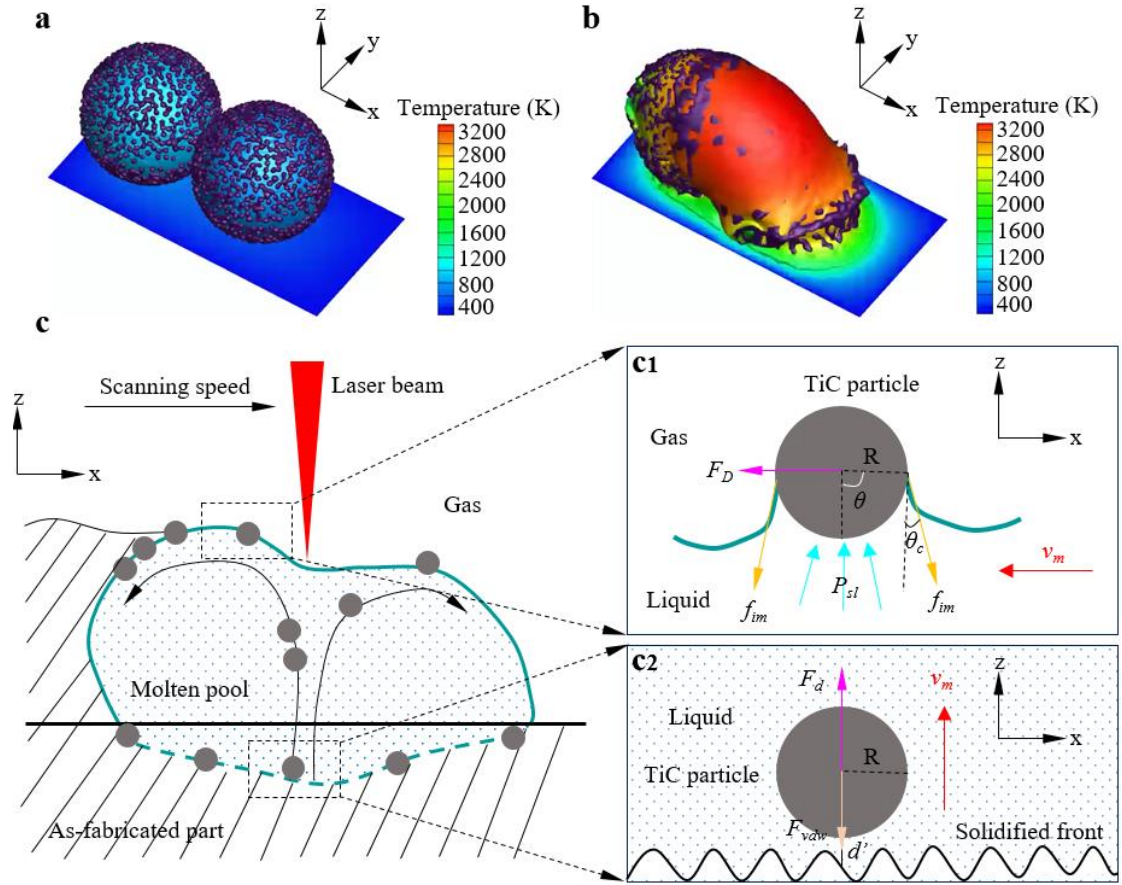 a
z
y
x
Temperature (K)
3200
2800
2400
2000
1600
1200
800
400
b
z
y
x
Temperature (K)
3200
2800
2400
2000
1600
1200
800
400
c
z
x
Scanning speed
Laser beam
Gas
Molten pool
As-fabricated part
c1
TiC particle
z
x
Gas
F_D
R
θ
θ_c
v_m
P_sl
Liquid
f_im
f_im
c2
F_d
v_m
z
x
Liquid
R
TiC particle
F_vdw
Solidified front
d'